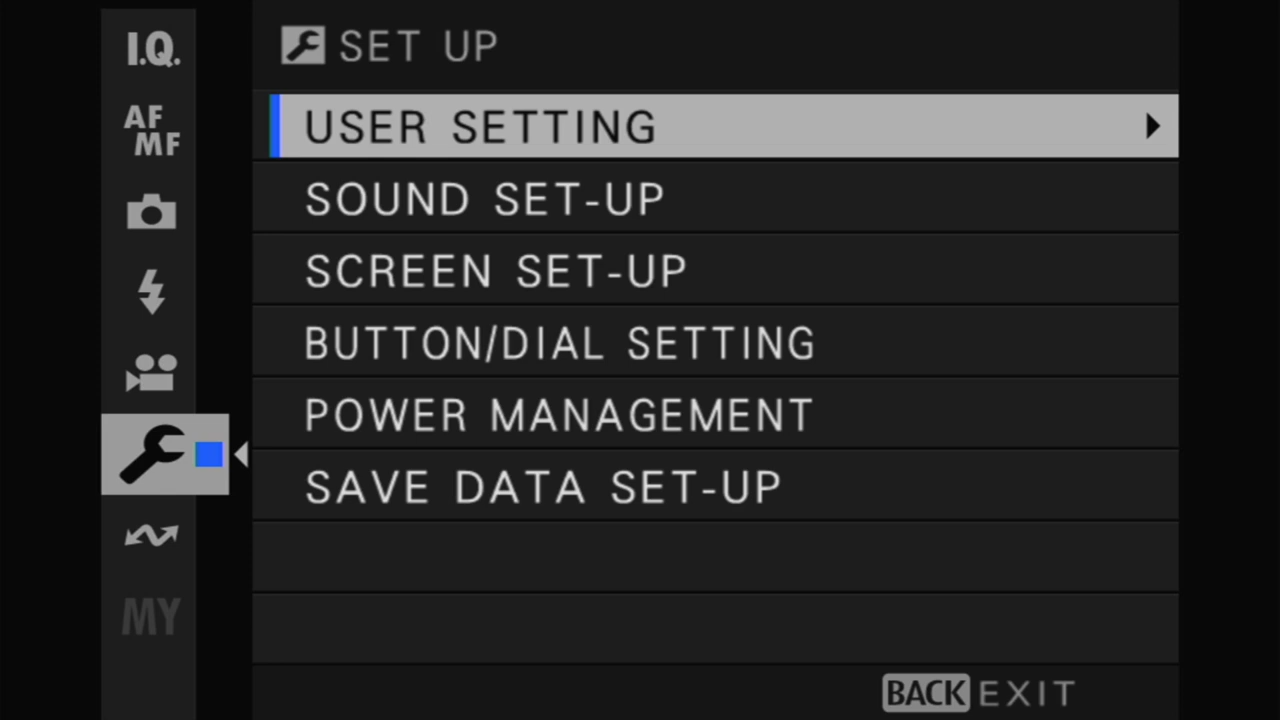 I.Q.
AF
MF
MY
SET UP
USER SETTING
SOUND SET-UP
SCREEN SET-UP
BUTTON/DIAL SETTING
POWER MANAGEMENT
SAVE DATA SET-UP
BACK EXIT